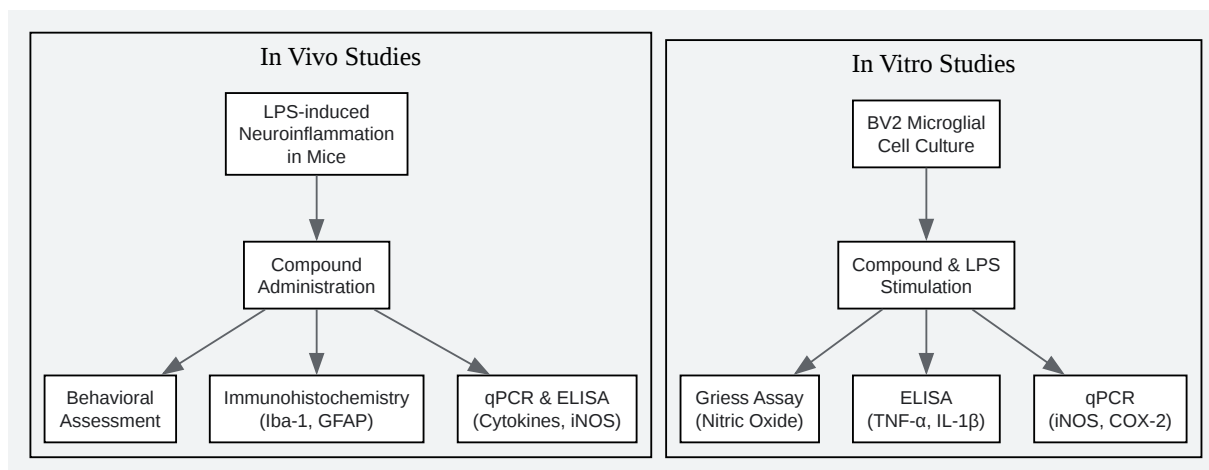 In Vivo Studies
LPS-induced
Neuroinflammation
in Mice
Compound
Administration
Behavioral
Assessment
Immunohistochemistry
(Iba-1, GFAP)
qPCR & ELISA
(Cytokines, iNOS)
In Vitro Studies
BV2 Microglial
Cell Culture
Compound & LPS
Stimulation
Griess Assay
(Nitric Oxide)
ELISA
(TNF-α, IL-1β)
qPCR
(iNOS, COX-2)